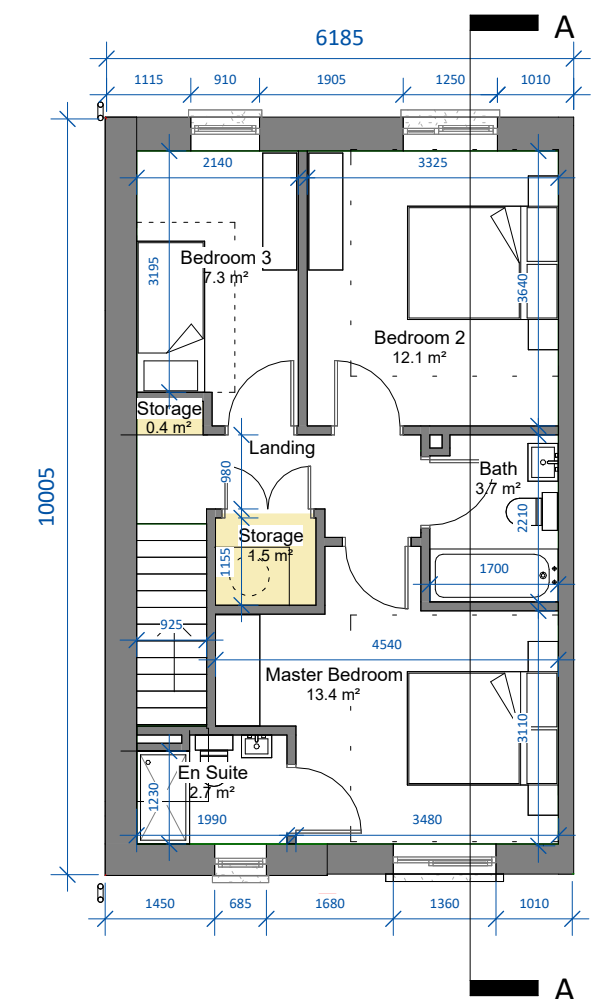 A
6185
1115
910
1905
1250
1010
2140
3325
Bedroom 3
7.3 m²
3195
3640
Bedroom 2
12.1 m²
Storage
0.4 m²
Landing
980
Bath
3.7 m²
10005
2210
Storage
1.5 m²
1155
1700
925
4540
Master Bedroom
13.4 m²
3110
En Suite
2.7 m²
1230
1990
3480
1450
685
1680
1360
1010
A